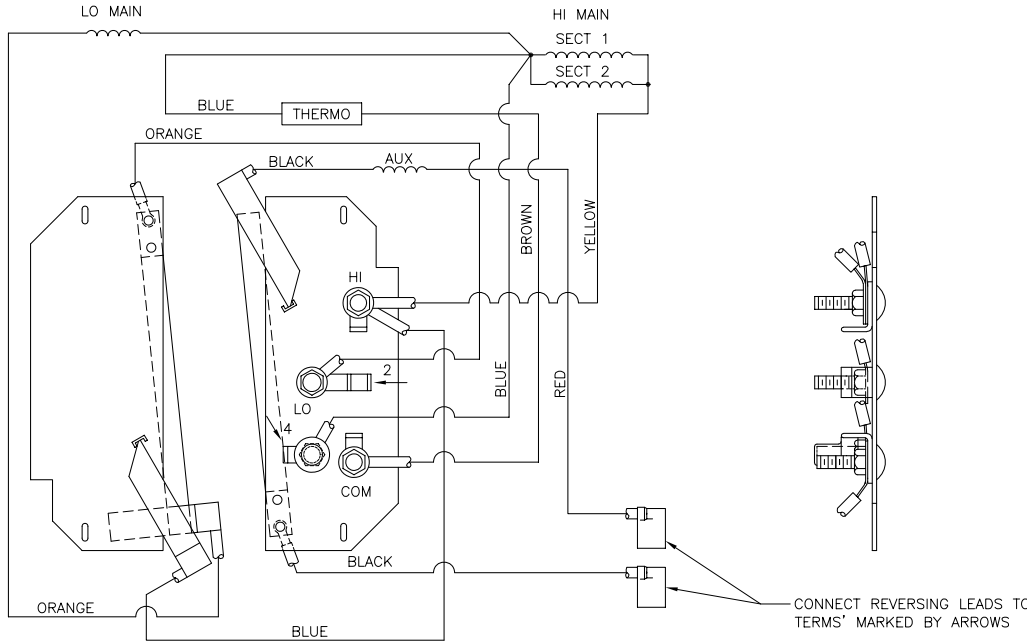 LO MAIN
HI MAIN
SECT 1
SECT 2
BLUE
THERMO
ORANGE
BLACK
AUX
BROWN
YELLOW
HI
2
BLUE
RED
LO
4
COM
BLACK
ORANGE
BLUE
CONNECT REVERSING LEADS TO
TERMS' MARKED BY ARROWS